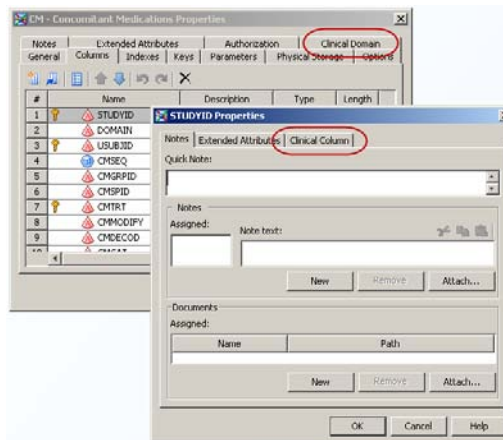 CM - Concomitant Medications Properties
Notes Extended Attributes Authorization Clinical Domain
General Columns Indexes Keys Parameters Physical Storage Options
# Name Description Type Length
1 STUDYID
2 DOMAIN
3 USUBJID
4 CMSEQ
5 CMGRPID
6 CMSPID
7 CMTRT
8 CMMODIFY
9 CMDECOD
STUDYID Properties
Notes Extended Attributes Clinical Column
Quick Note:
Notes
Assigned:
Note text:
New Remove Attach...
Documents
Assigned:
Name Path
New Remove Attach...
OK Cancel Help